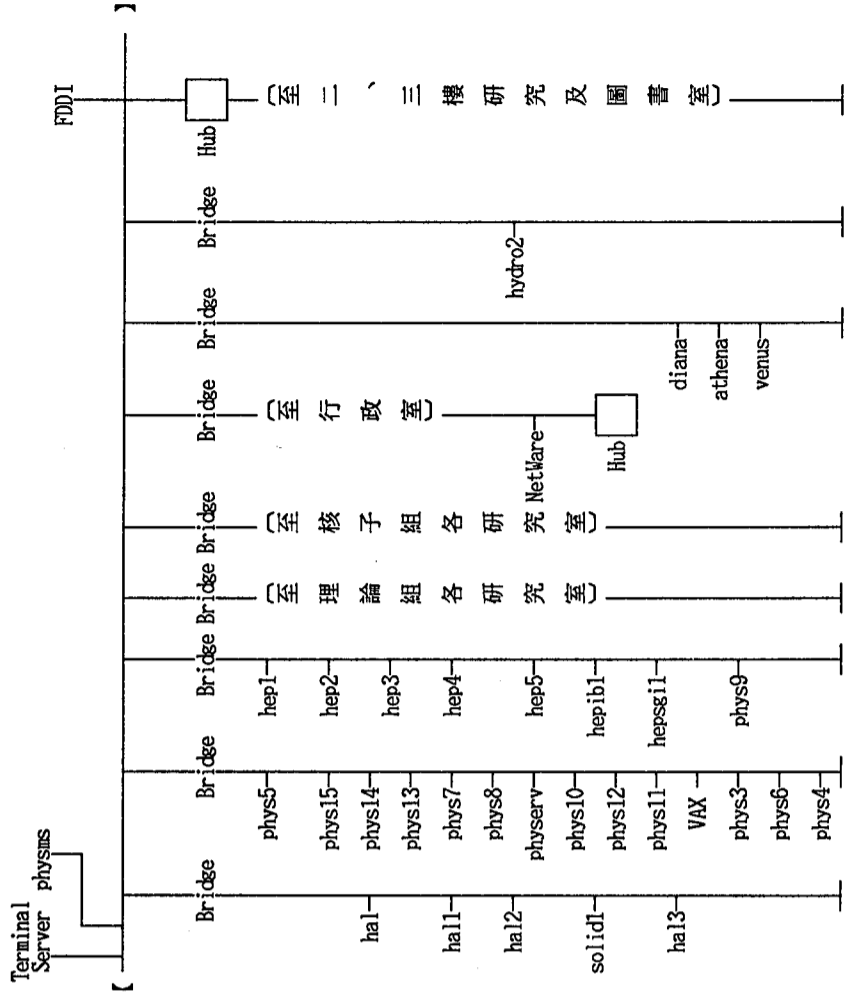 Terminal
Server
physms
【
Bridge
hal
hal1
hal2
solid1
hal3
Bridge
phys5
phys15
phys14
phys13
phys7
phys8
physerv
phys10
phys12
phys11
VAX
phys3
phys6
phys4
Bridge
hep1
hep2
hep3
hep4
hep5
hepibl
hepsgil
phys9
Bridge
〔至理論組各研究室〕
Bridge
〔至核子組各研究室〕
Bridge
〔至行政室〕
NetWare
Hub
Bridge
diana
athena
venus
Bridge
hydro2
FDDI
Hub
〔至二、三樓研究及圖書室〕
】